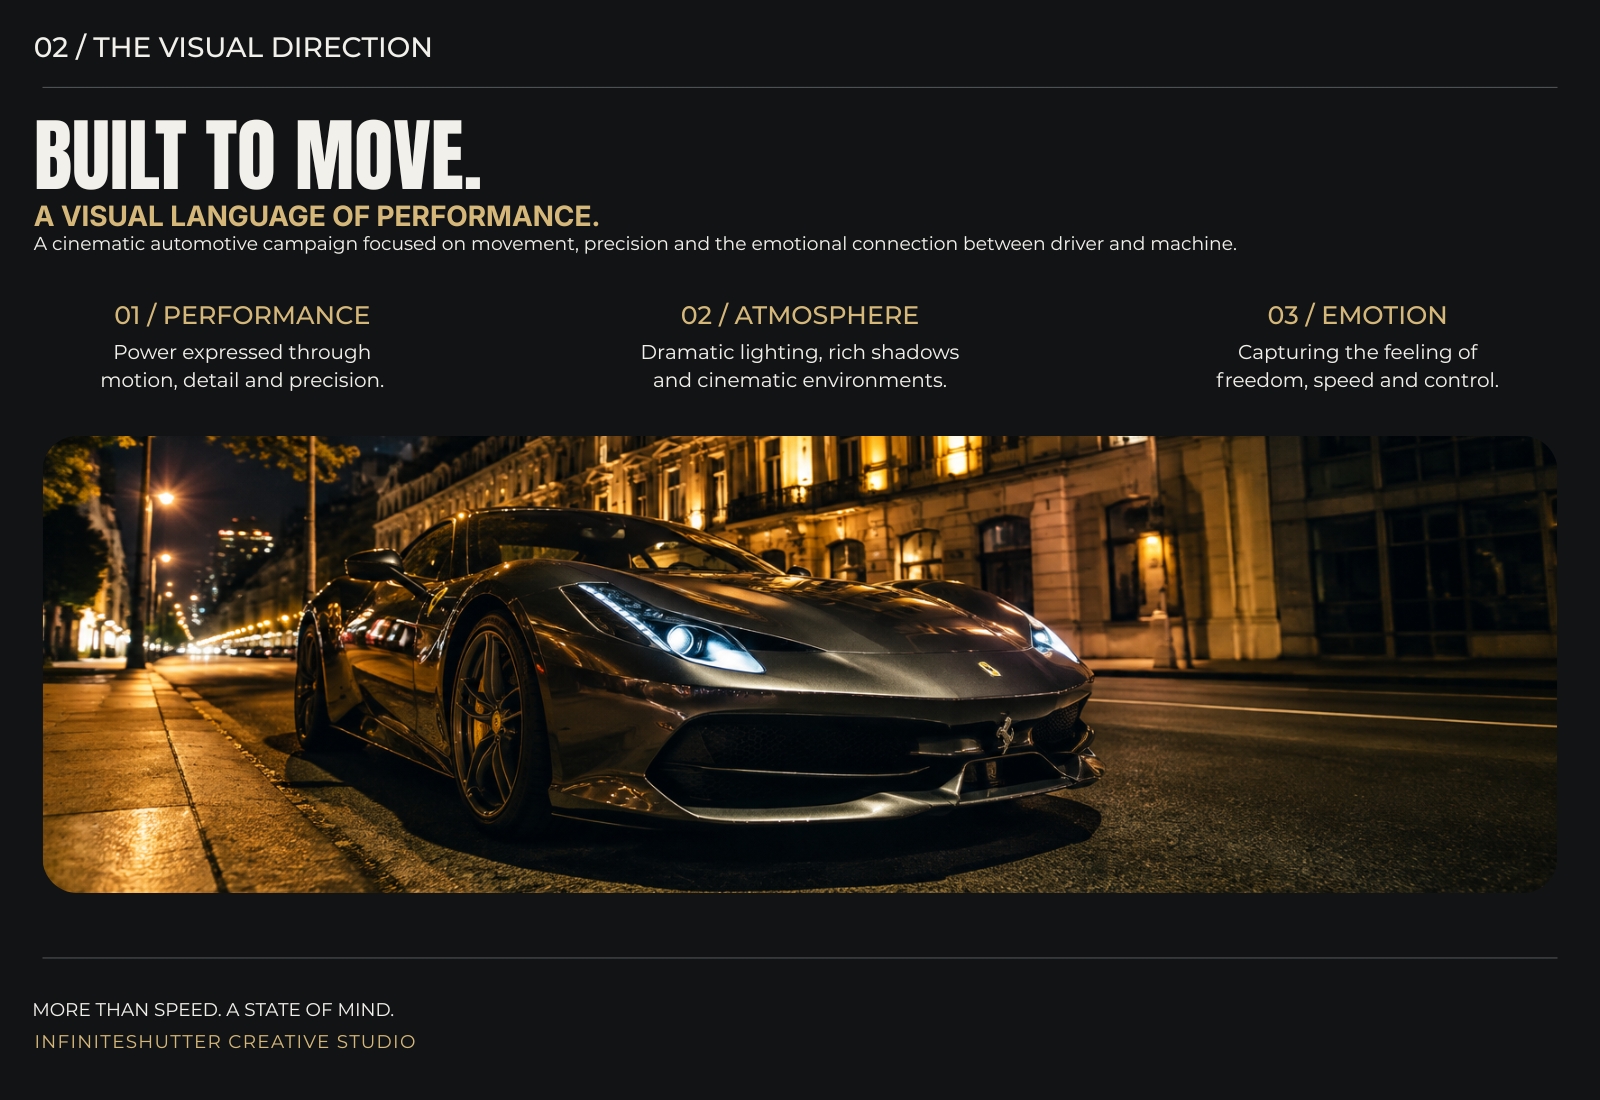 02 / THE VISUAL DIRECTION
BUILT TO MOVE.
A VISUAL LANGUAGE OF PERFORMANCE.
A cinematic automotive campaign focused on movement, precision and the emotional connection between driver and machine.
01 / PERFORMANCE
Power expressed through
motion, detail and precision.
02 / ATMOSPHERE
Dramatic lighting, rich shadows
and cinematic environments.
03 / EMOTION
Capturing the feeling of
freedom, speed and control.
MORE THAN SPEED. A STATE OF MIND.
INFINITESHUTTER CREATIVE STUDIO